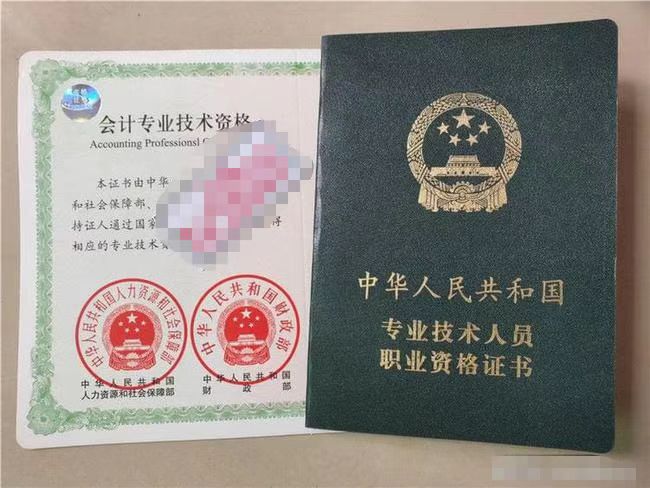 会计专业技术资格
Accounting Professional
本证书由中华
和社会保障部、
持证人通过国家
得
相应的专业技术资
中华人民共和国人力资源和社会保障部
中华人民共和国财政部
中华人民共和国
人力资源和社会保障部
中华人民共和国
财政部
中华人民共和国
专业技术人员
职业资格证书